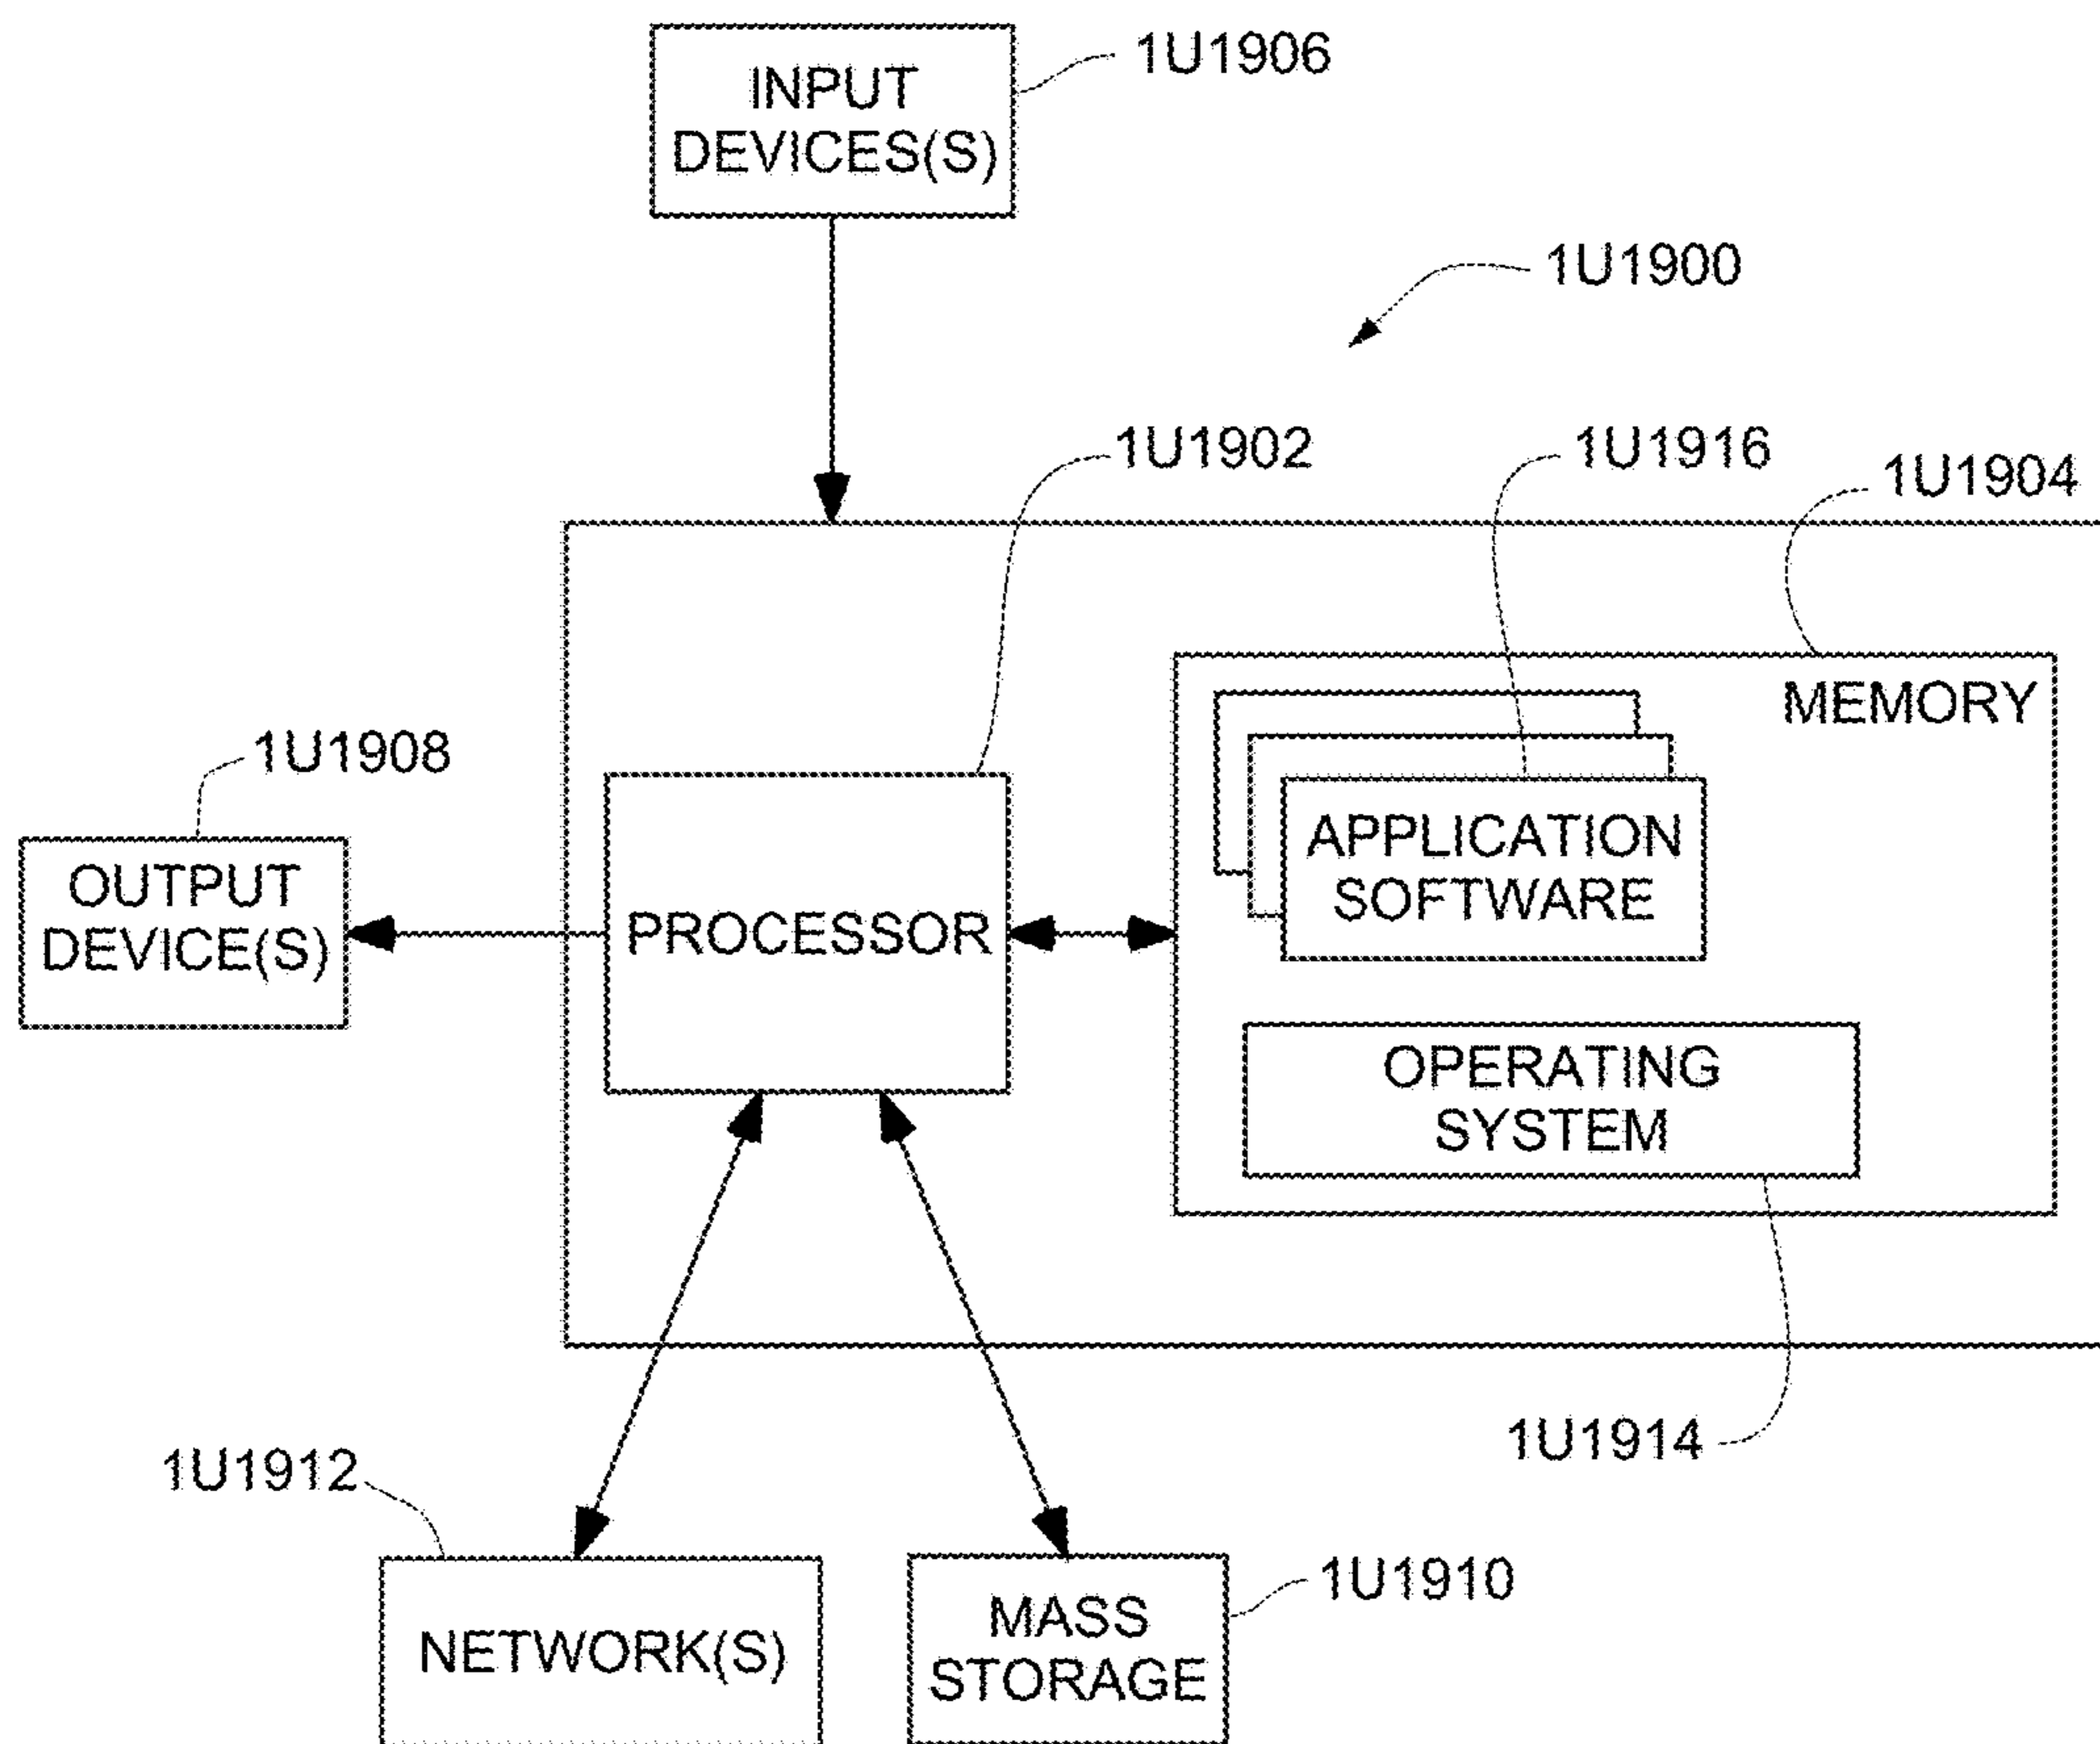 1U1906
INPUT
DEVICES(S)
1U1900
1U1902
1U1916
1U1904
MEMORY
1U1908
APPLICATION
SOFTWARE
OUTPUT
DEVICE(S)
PROCESSOR
OPERATING
SYSTEM
1U1914
1U1912
1U1910
NETWORK(S)
MASS
STORAGE